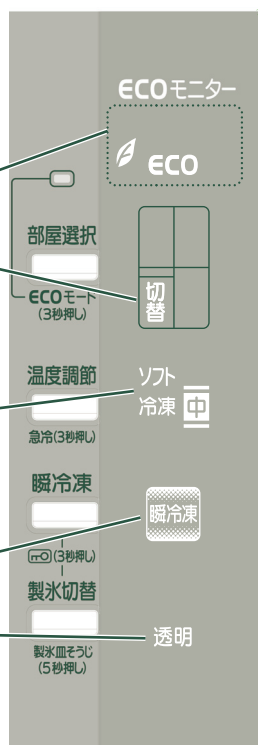 ECOモニター
ECO
部屋選択
切替
ECOモード
(3秒押し)
温度調節
ソフト
冷凍 中
急冷(3秒押し)
瞬冷凍
瞬冷凍
(3秒押し)
製氷切替
透明
製氷皿そうじ
(5秒押し)